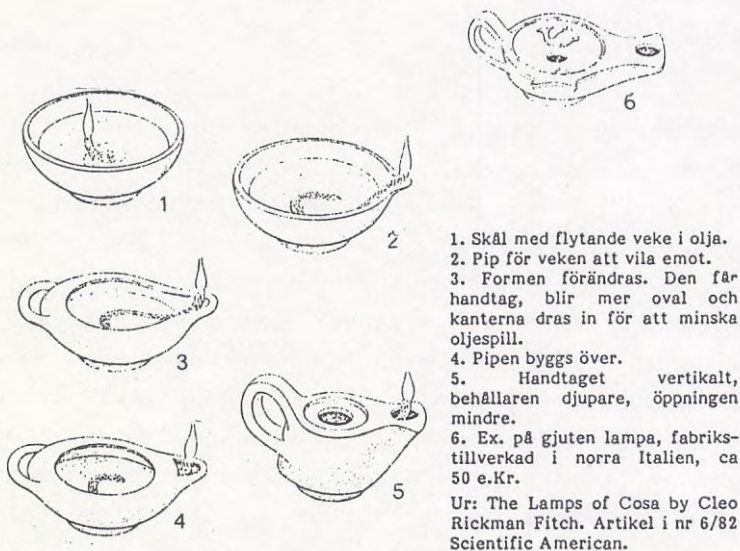 6
1
2
3
4
5
1. Skål med flytande veke i olja.
2. Pip för veken att vila emot.
3. Formen förändras. Den får
handtag, blir mer oval och
kanterna dras in för att minska
oljespill.
4. Pipen byggs över.
5. Handtaget vertikalt,
behållaren djupare, öppningen
mindre.
6. Ex. på gjuten lampa, fabriks-
tillverkad i norra Italien, ca
50 e.Kr.
Ur: The Lamps of Cosa by Cleo
Rickman Fitch. Artikel i nr 6/82
Scientific American.